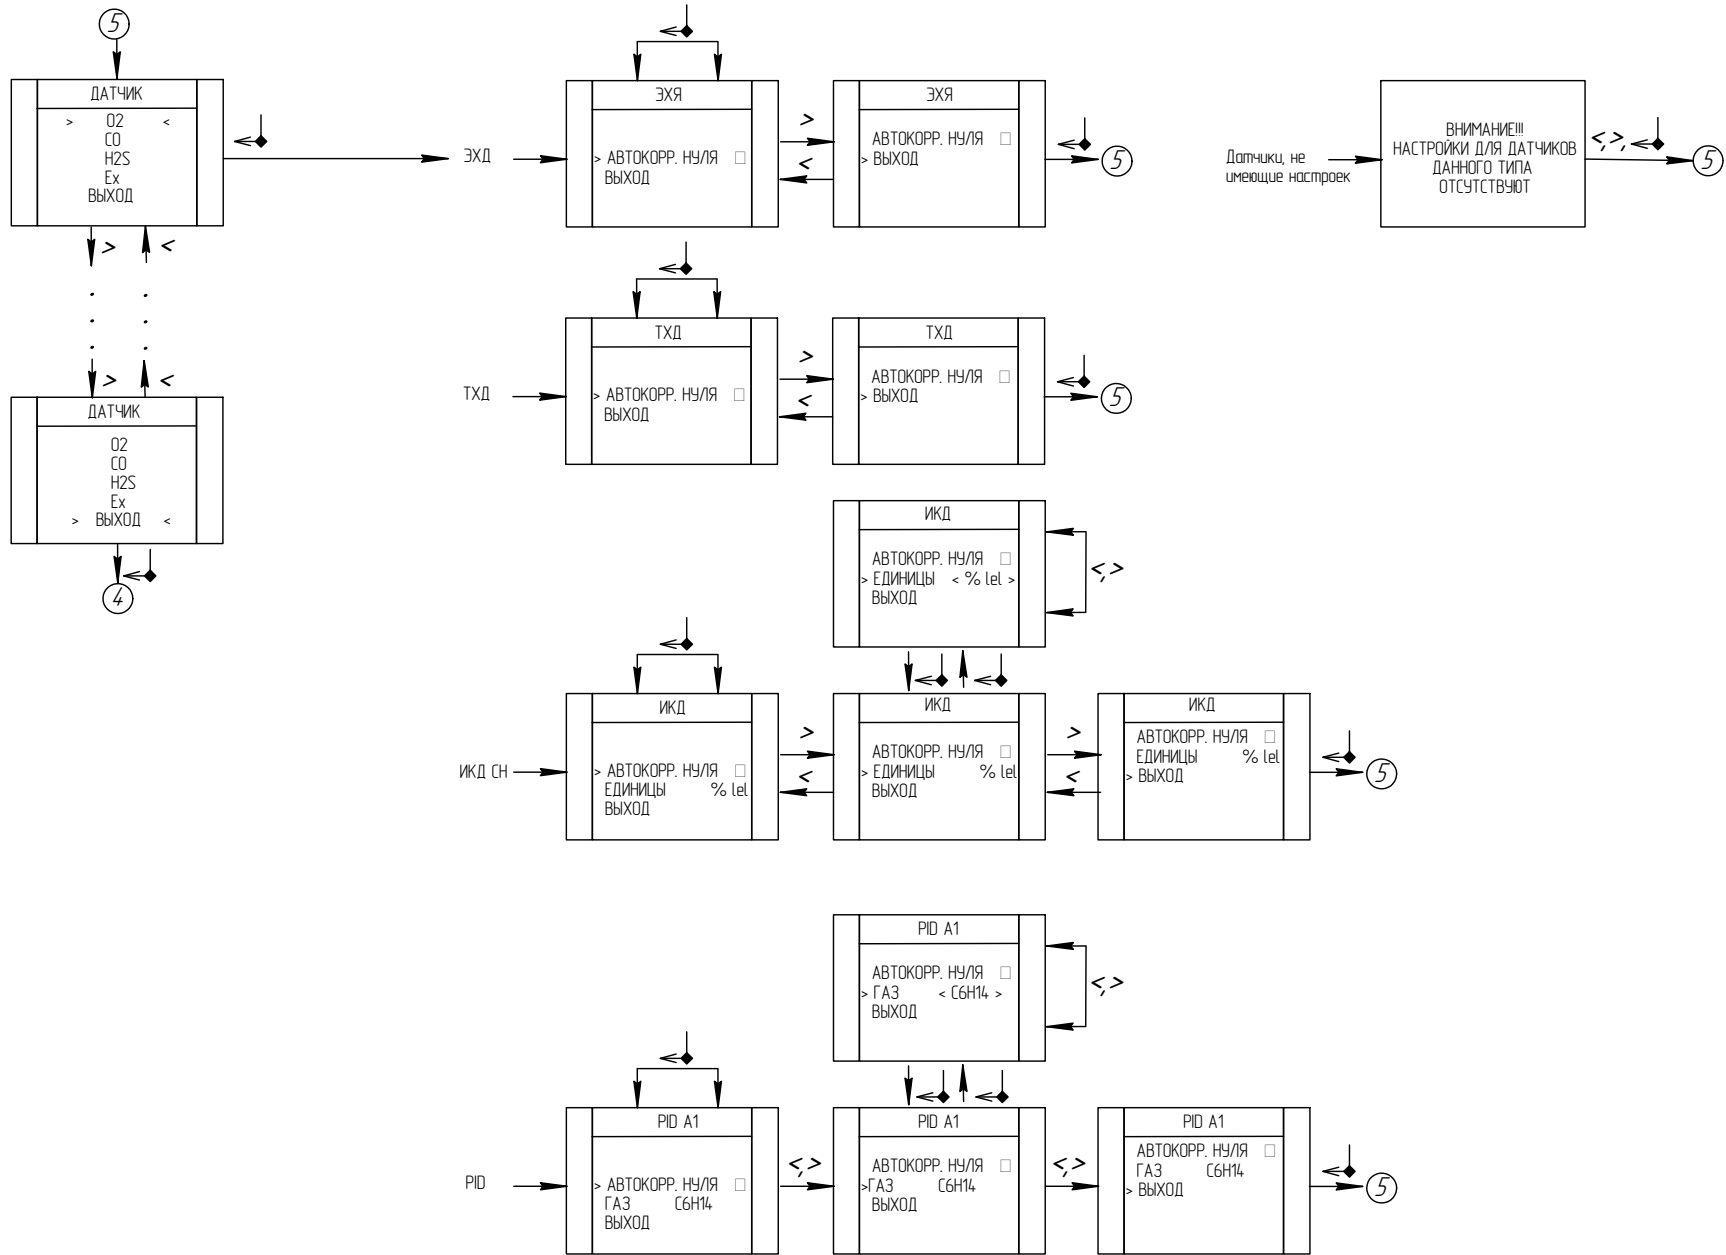 5
ДАТЧИК
> O2 <
CO
H2S
Ex
ВЫХОД
> <
> <
ДАТЧИК
O2
CO
H2S
Ex
> ВЫХОД <
4
ЭХД
ЭХЯ
> АВТОКОРР. НУЛЯ □
ВЫХОД
>
<
ЭХЯ
АВТОКОРР. НУЛЯ □
> ВЫХОД
5
Датчики, не
имеющие настроек
ВНИМАНИЕ!!!
НАСТРОЙКИ ДЛЯ ДАТЧИКОВ
ДАННОГО ТИПА
ОТСУТСТВУЮТ
<,>,
5
ТХД
ТХД
> АВТОКОРР. НУЛЯ □
ВЫХОД
>
<
ТХД
АВТОКОРР. НУЛЯ □
> ВЫХОД
5
ИКД
АВТОКОРР. НУЛЯ □
> ЕДИНИЦЫ < % lel >
ВЫХОД
<,>
ИКД CH
ИКД
> АВТОКОРР. НУЛЯ □
ЕДИНИЦЫ % lel
ВЫХОД
>
<
ИКД
АВТОКОРР. НУЛЯ □
> ЕДИНИЦЫ % lel
ВЫХОД
>
<
ИКД
АВТОКОРР. НУЛЯ □
ЕДИНИЦЫ % lel
> ВЫХОД
5
PID A1
АВТОКОРР. НУЛЯ □
> ГАЗ < C6H14 >
ВЫХОД
<,>
PID
PID A1
> АВТОКОРР. НУЛЯ □
ГАЗ C6H14
ВЫХОД
<,>
PID A1
АВТОКОРР. НУЛЯ □
>ГАЗ C6H14
ВЫХОД
<,>
PID A1
АВТОКОРР. НУЛЯ □
ГАЗ C6H14
> ВЫХОД
5